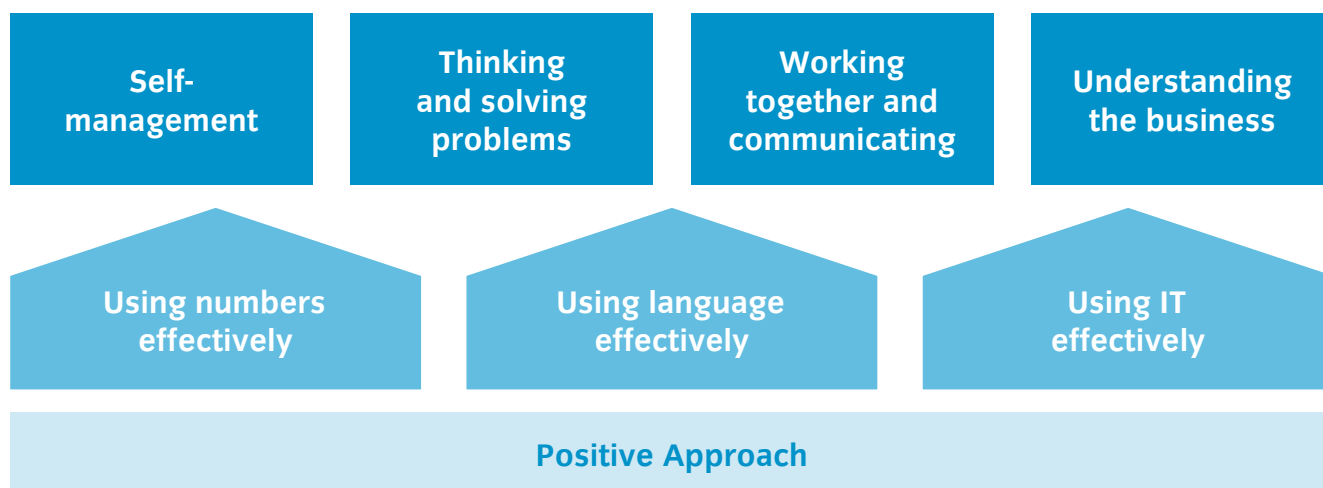 Self-
management
Thinking
and solving
problems
Working
together and
communicating
Understanding
the business
Using numbers
effectively
Using language
effectively
Using IT
effectively
Positive Approach